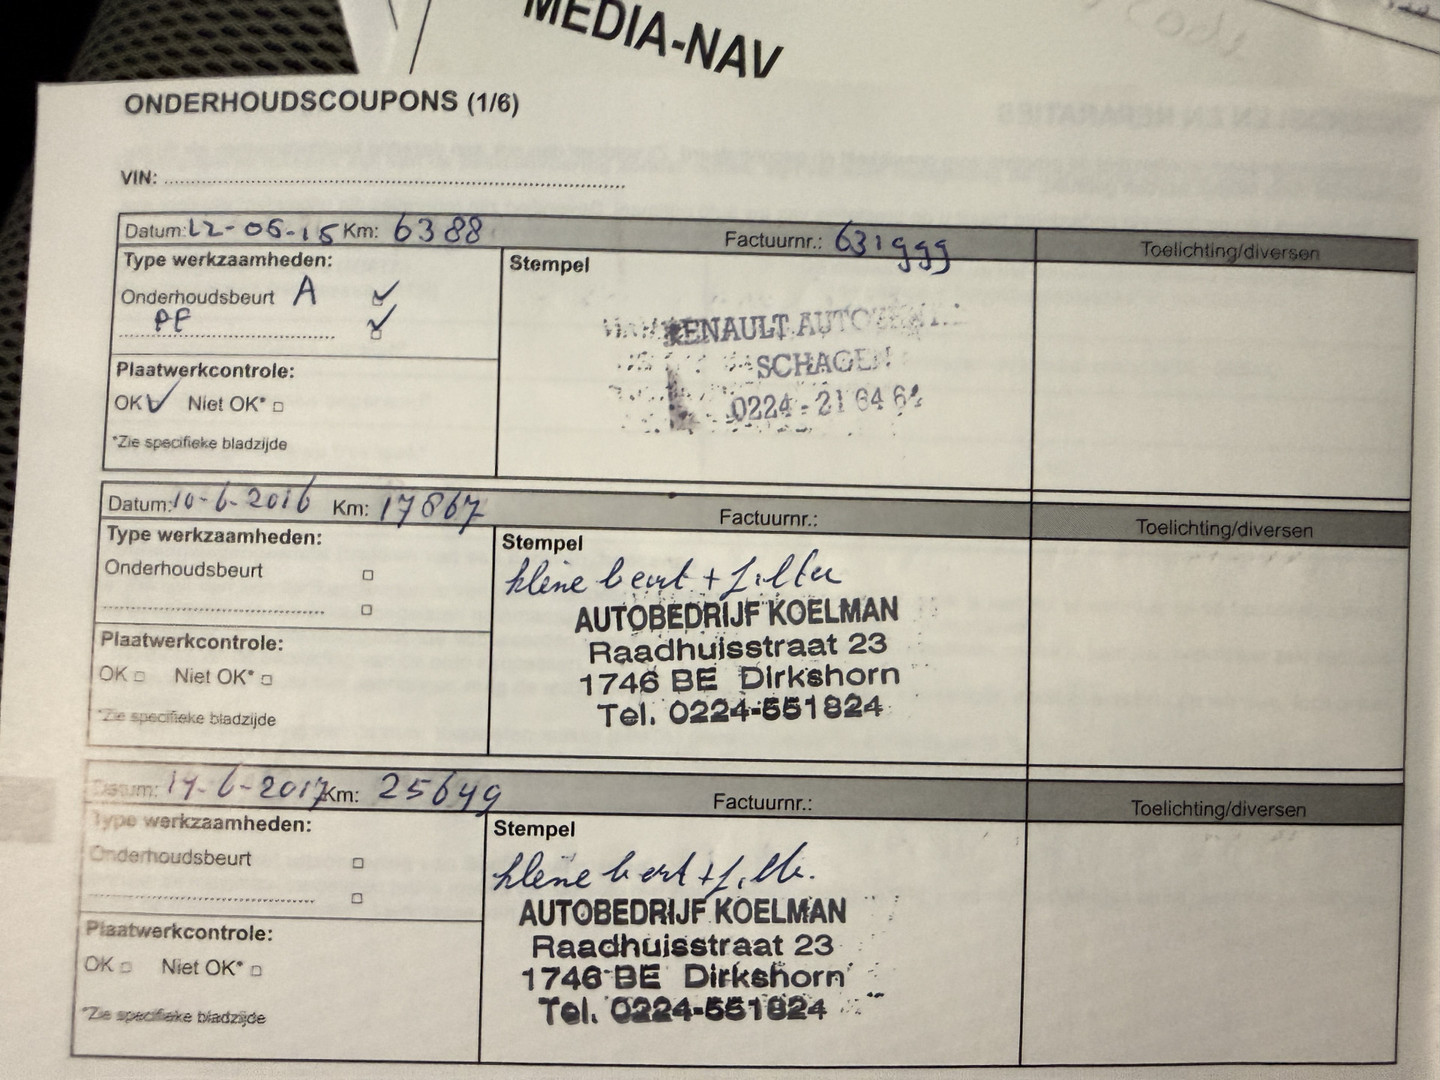 MEDIA-NAV
ONDERHOUDSCOUPONS (1/6)
VIN:
Datum: 12-06-15 Km: 6388 Factuurnr.: 631999 Toelichting/diversen
Type werkzaamheden:
Stempel
Onderhoudsbeurt A ✓
PE ✓
RENAULT AUTO
SCHAGEN
0224-21 64 64
Plaatwerkcontrole:
OK ✓ Niet OK* □
*Zie specifieke bladzijde
Datum: 10-6-2016 Km: 17867 Factuurnr.: Toelichting/diversen
Type werkzaamheden:
Stempel
Onderhoudsbeurt □
□
kleine beurt + filter
AUTOBEDRIJF KOELMAN
Raadhuisstraat 23
1746 BE Dirkshorn
Tel. 0224-551824
Plaatwerkcontrole:
OK □ Niet OK* □
*Zie specifieke bladzijde
Datum: 14-6-2017 Km: 25649 Factuurnr.: Toelichting/diversen
Type werkzaamheden:
Stempel
Onderhoudsbeurt □
□
kleine beurt + filte.
AUTOBEDRIJF KOELMAN
Raadhuisstraat 23
1746 BE Dirkshorn
Tel. 0224-551824
Plaatwerkcontrole:
OK □ Niet OK* □
*Zie specifieke bladzijde